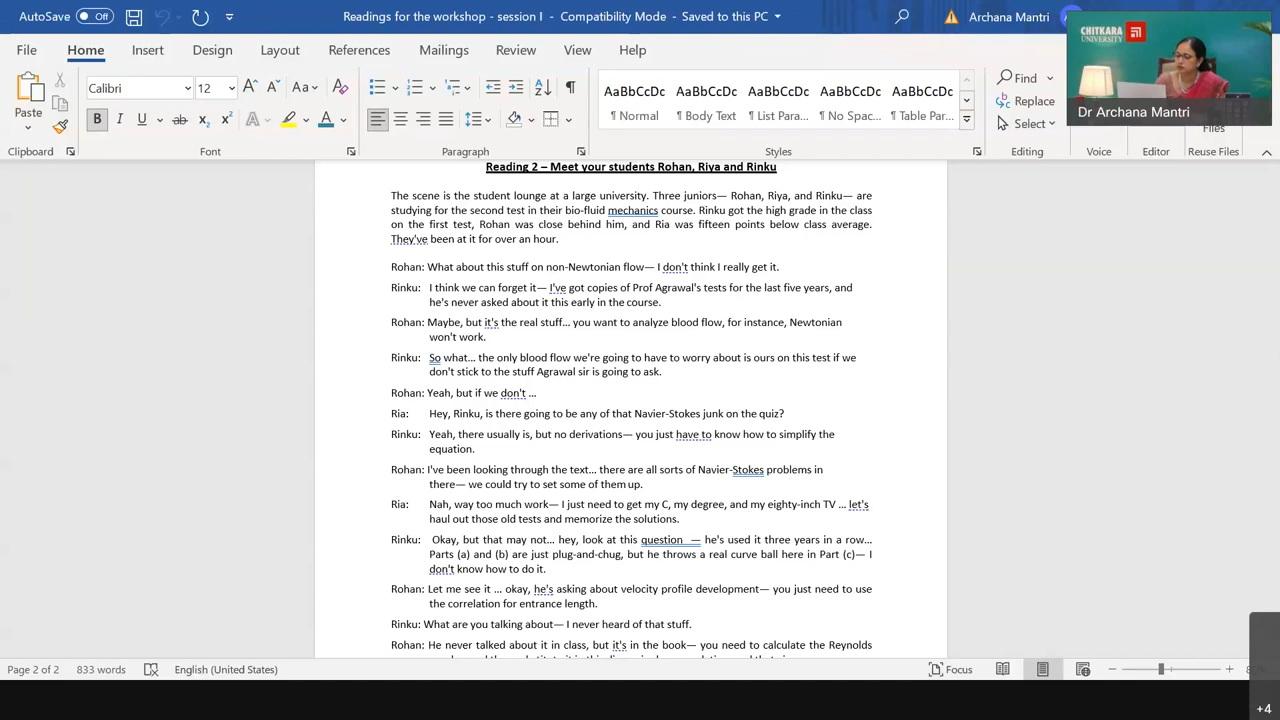 AutoSave Off Readings for the workshop - session I - Compatibility Mode - Saved to this PC Archana Mantri
File Home Insert Design Layout References Mailings Review View Help
CHITKARA UNIVERSITY
Dr Archana Mantri
Paste Calibri 12 Aa AaBbCcDc AaBbCcDc AaBbCcDc AaBbCcDc AaBbCcDc Find
Replace
¶ Normal ¶ Body Text ¶ List Para... ¶ No Spac... ¶ Table Par... Select Files
Clipboard Font Paragraph Styles Editing Voice Editor Reuse Files
Reading 2 – Meet your students Rohan, Riya and Rinku
The scene is the student lounge at a large university. Three juniors— Rohan, Riya, and Rinku— are
studying for the second test in their bio-fluid mechanics course. Rinku got the high grade in the class
on the first test, Rohan was close behind him, and Ria was fifteen points below class average.
They've been at it for over an hour.
Rohan: What about this stuff on non-Newtonian flow— I don't think I really get it.
Rinku: I think we can forget it— I've got copies of Prof Agrawal's tests for the last five years, and
he's never asked about it this early in the course.
Rohan: Maybe, but it's the real stuff... you want to analyze blood flow, for instance, Newtonian
won't work.
Rinku: So what... the only blood flow we're going to have to worry about is ours on this test if we
don't stick to the stuff Agrawal sir is going to ask.
Rohan: Yeah, but if we don't ...
Ria: Hey, Rinku, is there going to be any of that Navier-Stokes junk on the quiz?
Rinku: Yeah, there usually is, but no derivations— you just have to know how to simplify the
equation.
Rohan: I've been looking through the text... there are all sorts of Navier-Stokes problems in
there— we could try to set some of them up.
Ria: Nah, way too much work— I just need to get my C, my degree, and my eighty-inch TV ... let's
haul out those old tests and memorize the solutions.
Rinku: Okay, but that may not... hey, look at this question — he's used it three years in a row...
Parts (a) and (b) are just plug-and-chug, but he throws a real curve ball here in Part (c)— I
don't know how to do it.
Rohan: Let me see it ... okay, he's asking about velocity profile development— you just need to use
the correlation for entrance length.
Rinku: What are you talking about— I never heard of that stuff.
Rohan: He never talked about it in class, but it's in the book— you need to calculate the Reynolds
Page 2 of 2 833 words English (United States) Focus
+4